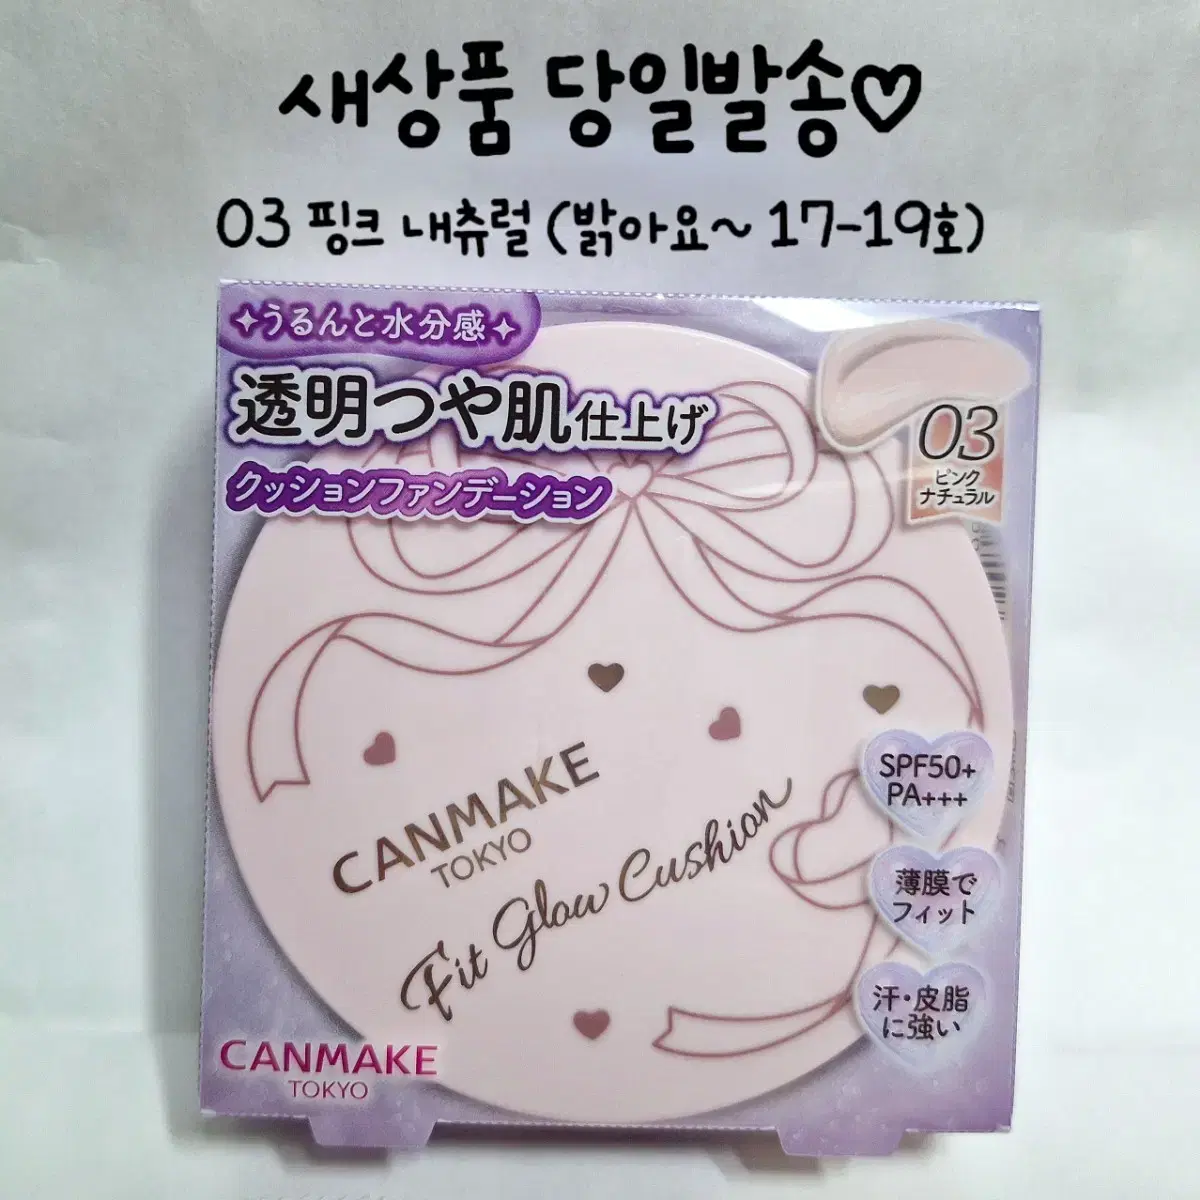 새상품 당일발송♡
03 핑크 내츄럴 (밝아요~ 17-19호)
うるんと水分感
透明つや肌仕上げ
クッションファンデーション
03
ピンク
ナチュラル
CANMAKE
TOKYO
Fit Glow Cushion
SPF50+
PA+++
薄膜で
フィット
汗・皮脂
に強い
CANMAKE
TOKYO